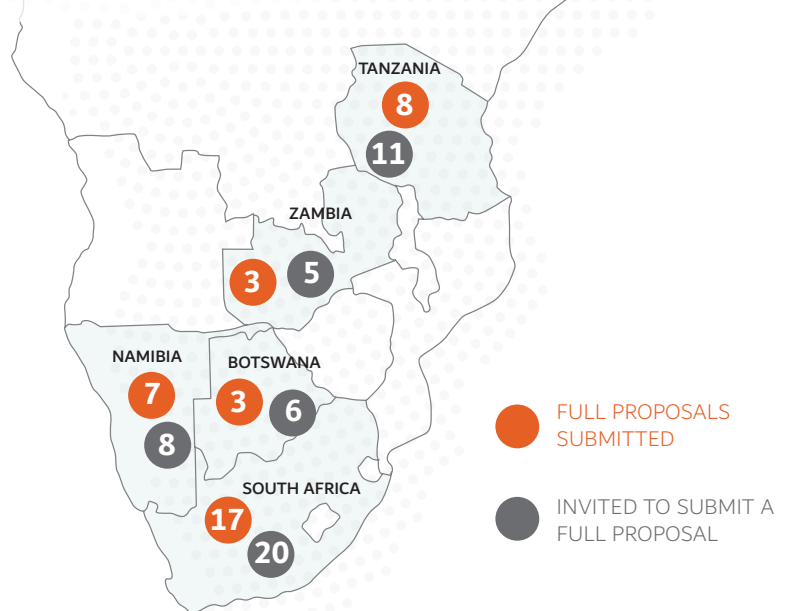 TANZANIA
8
11
ZAMBIA
3
5
NAMIBIA
7
8
BOTSWANA
3
6
SOUTH AFRICA
17
20
FULL PROPOSALS
SUBMITTED
INVITED TO SUBMIT A
FULL PROPOSAL